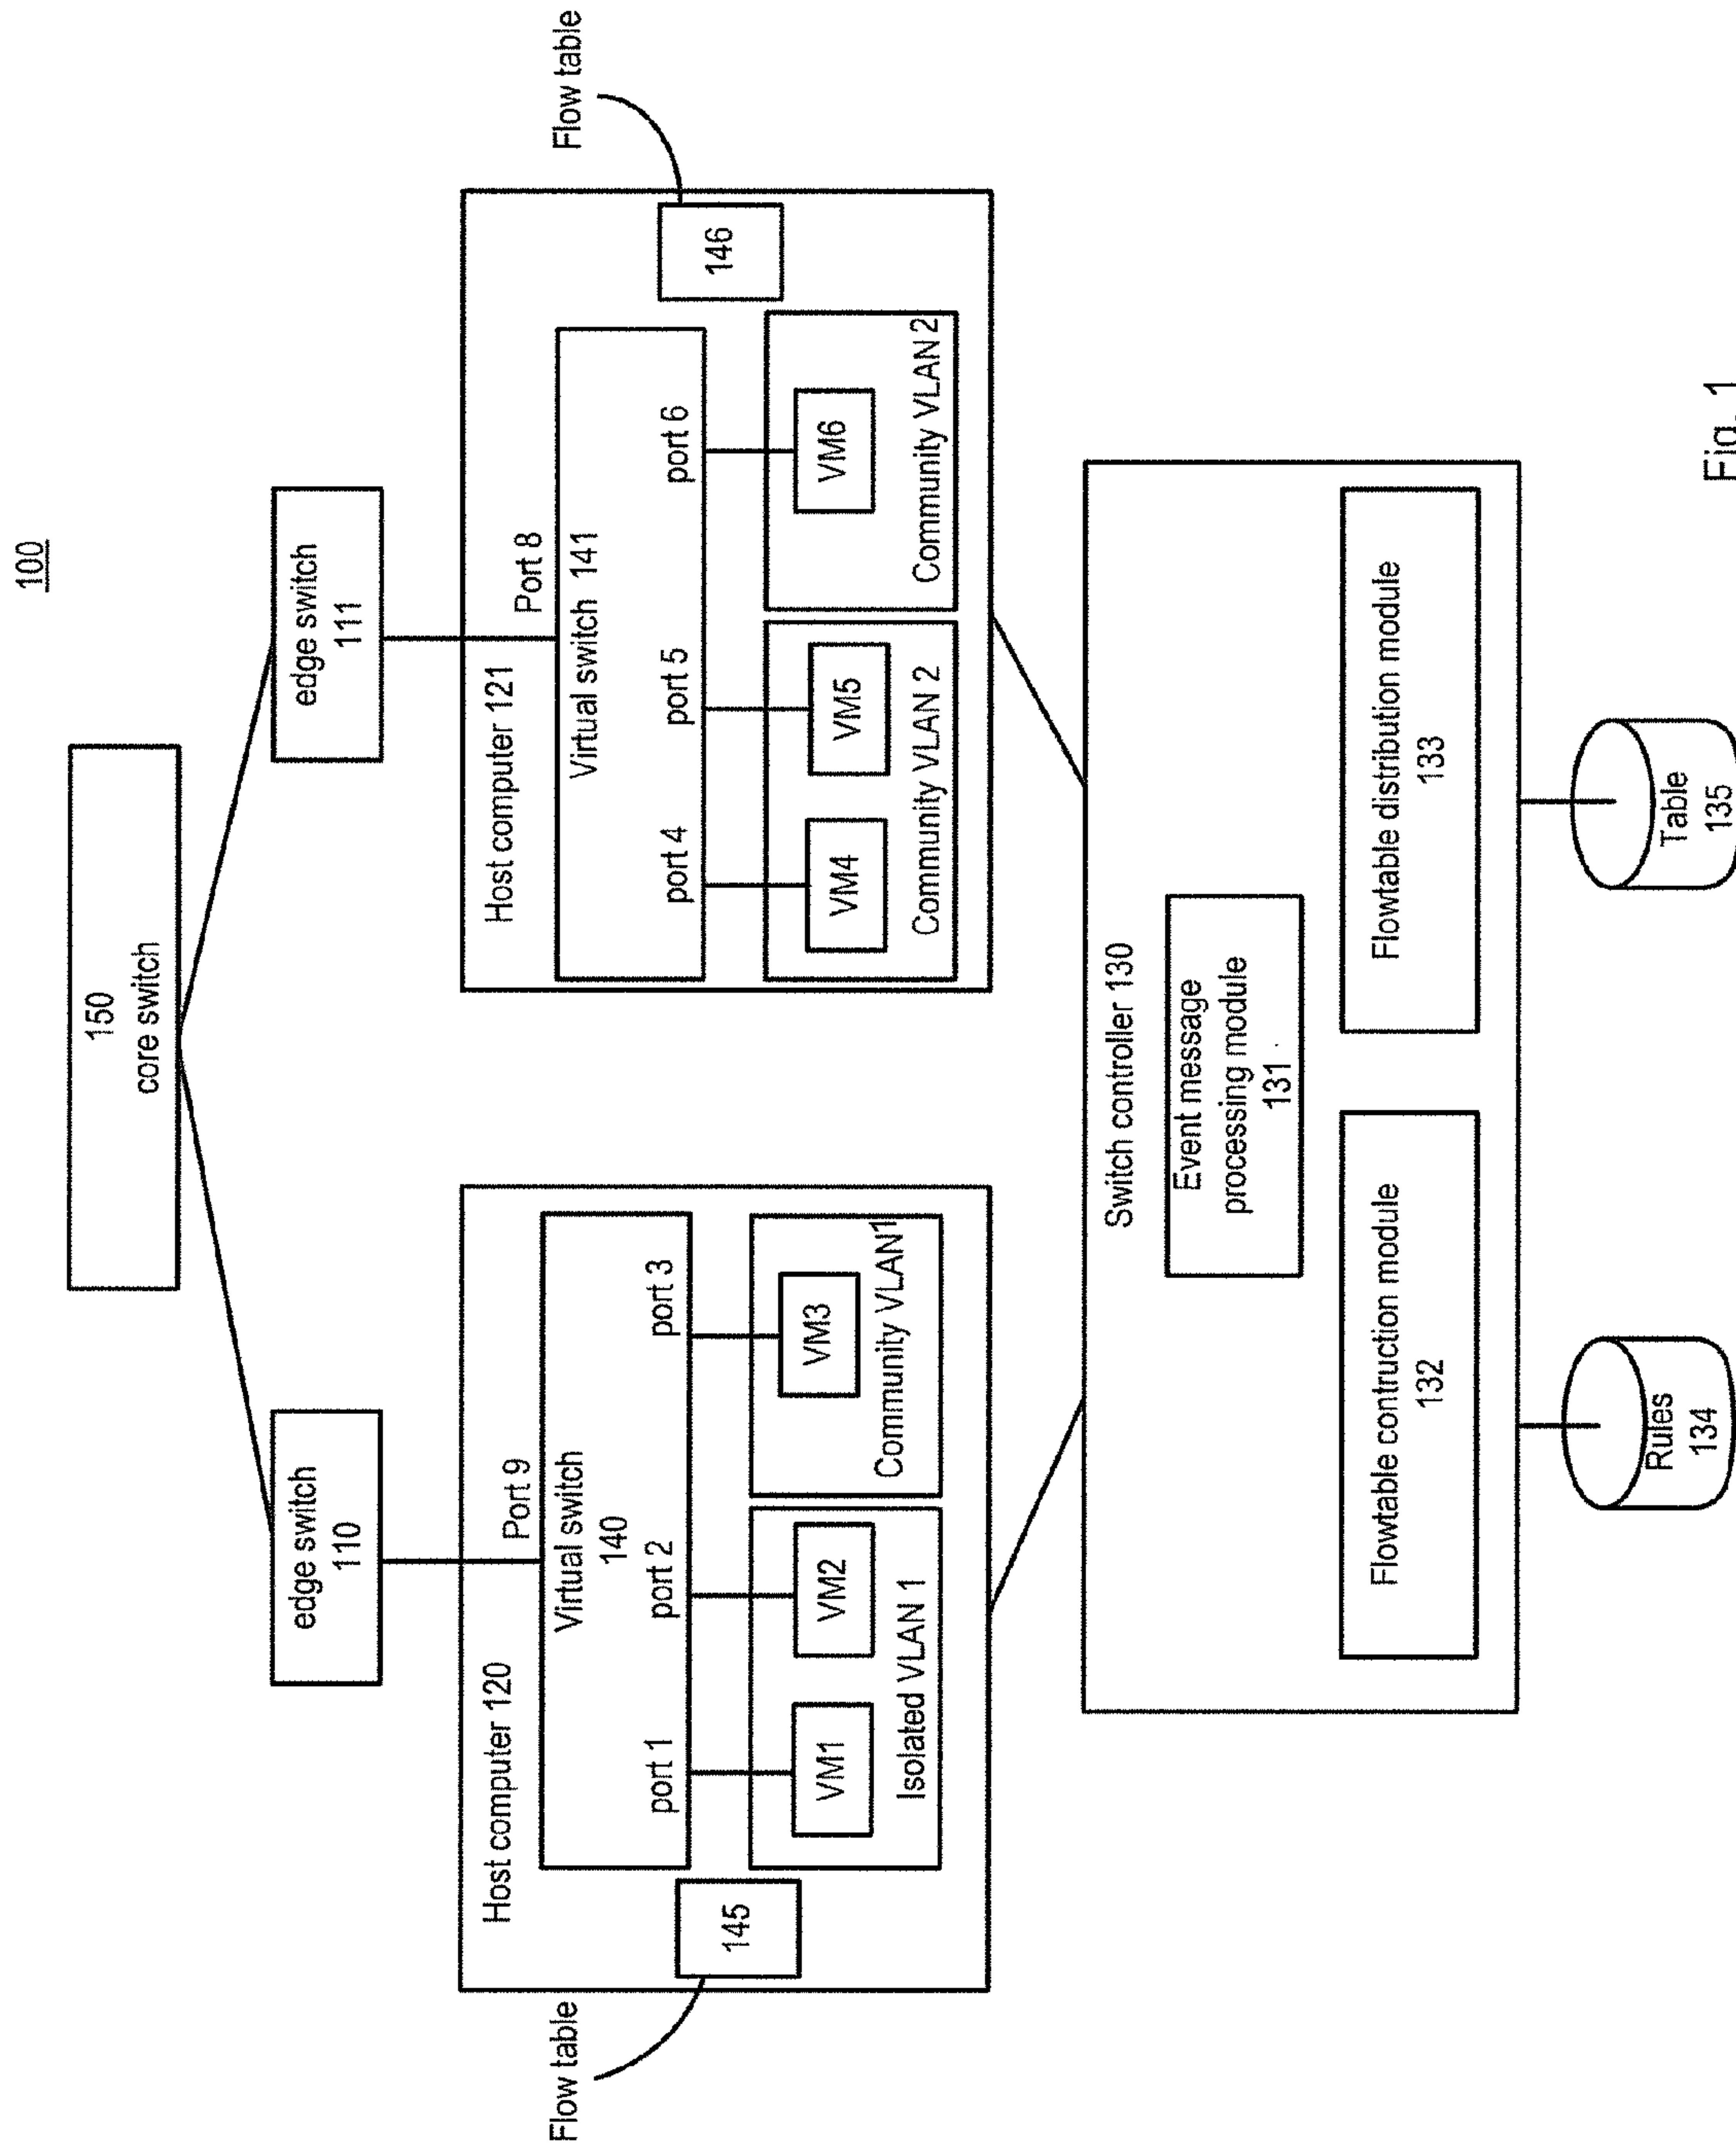 100
150
core switch
edge switch
110
edge switch
111
Flow table
Host computer 120
Port 9
Virtual switch
140
port 1
port 2
port 3
145
VM1
VM2
Isolated VLAN 1
VM3
Community VLAN1
Host computer 121
Port 8
Virtual switch 141
port 4
port 5
port 6
Flow table
146
VM4
VM5
Community VLAN 2
VM6
Community VLAN 2
Switch controller 130
Event message
processing module
131
Flowtable contruction module
132
Flowtable distribution module
133
Rules
134
Table
135
Fig. 1